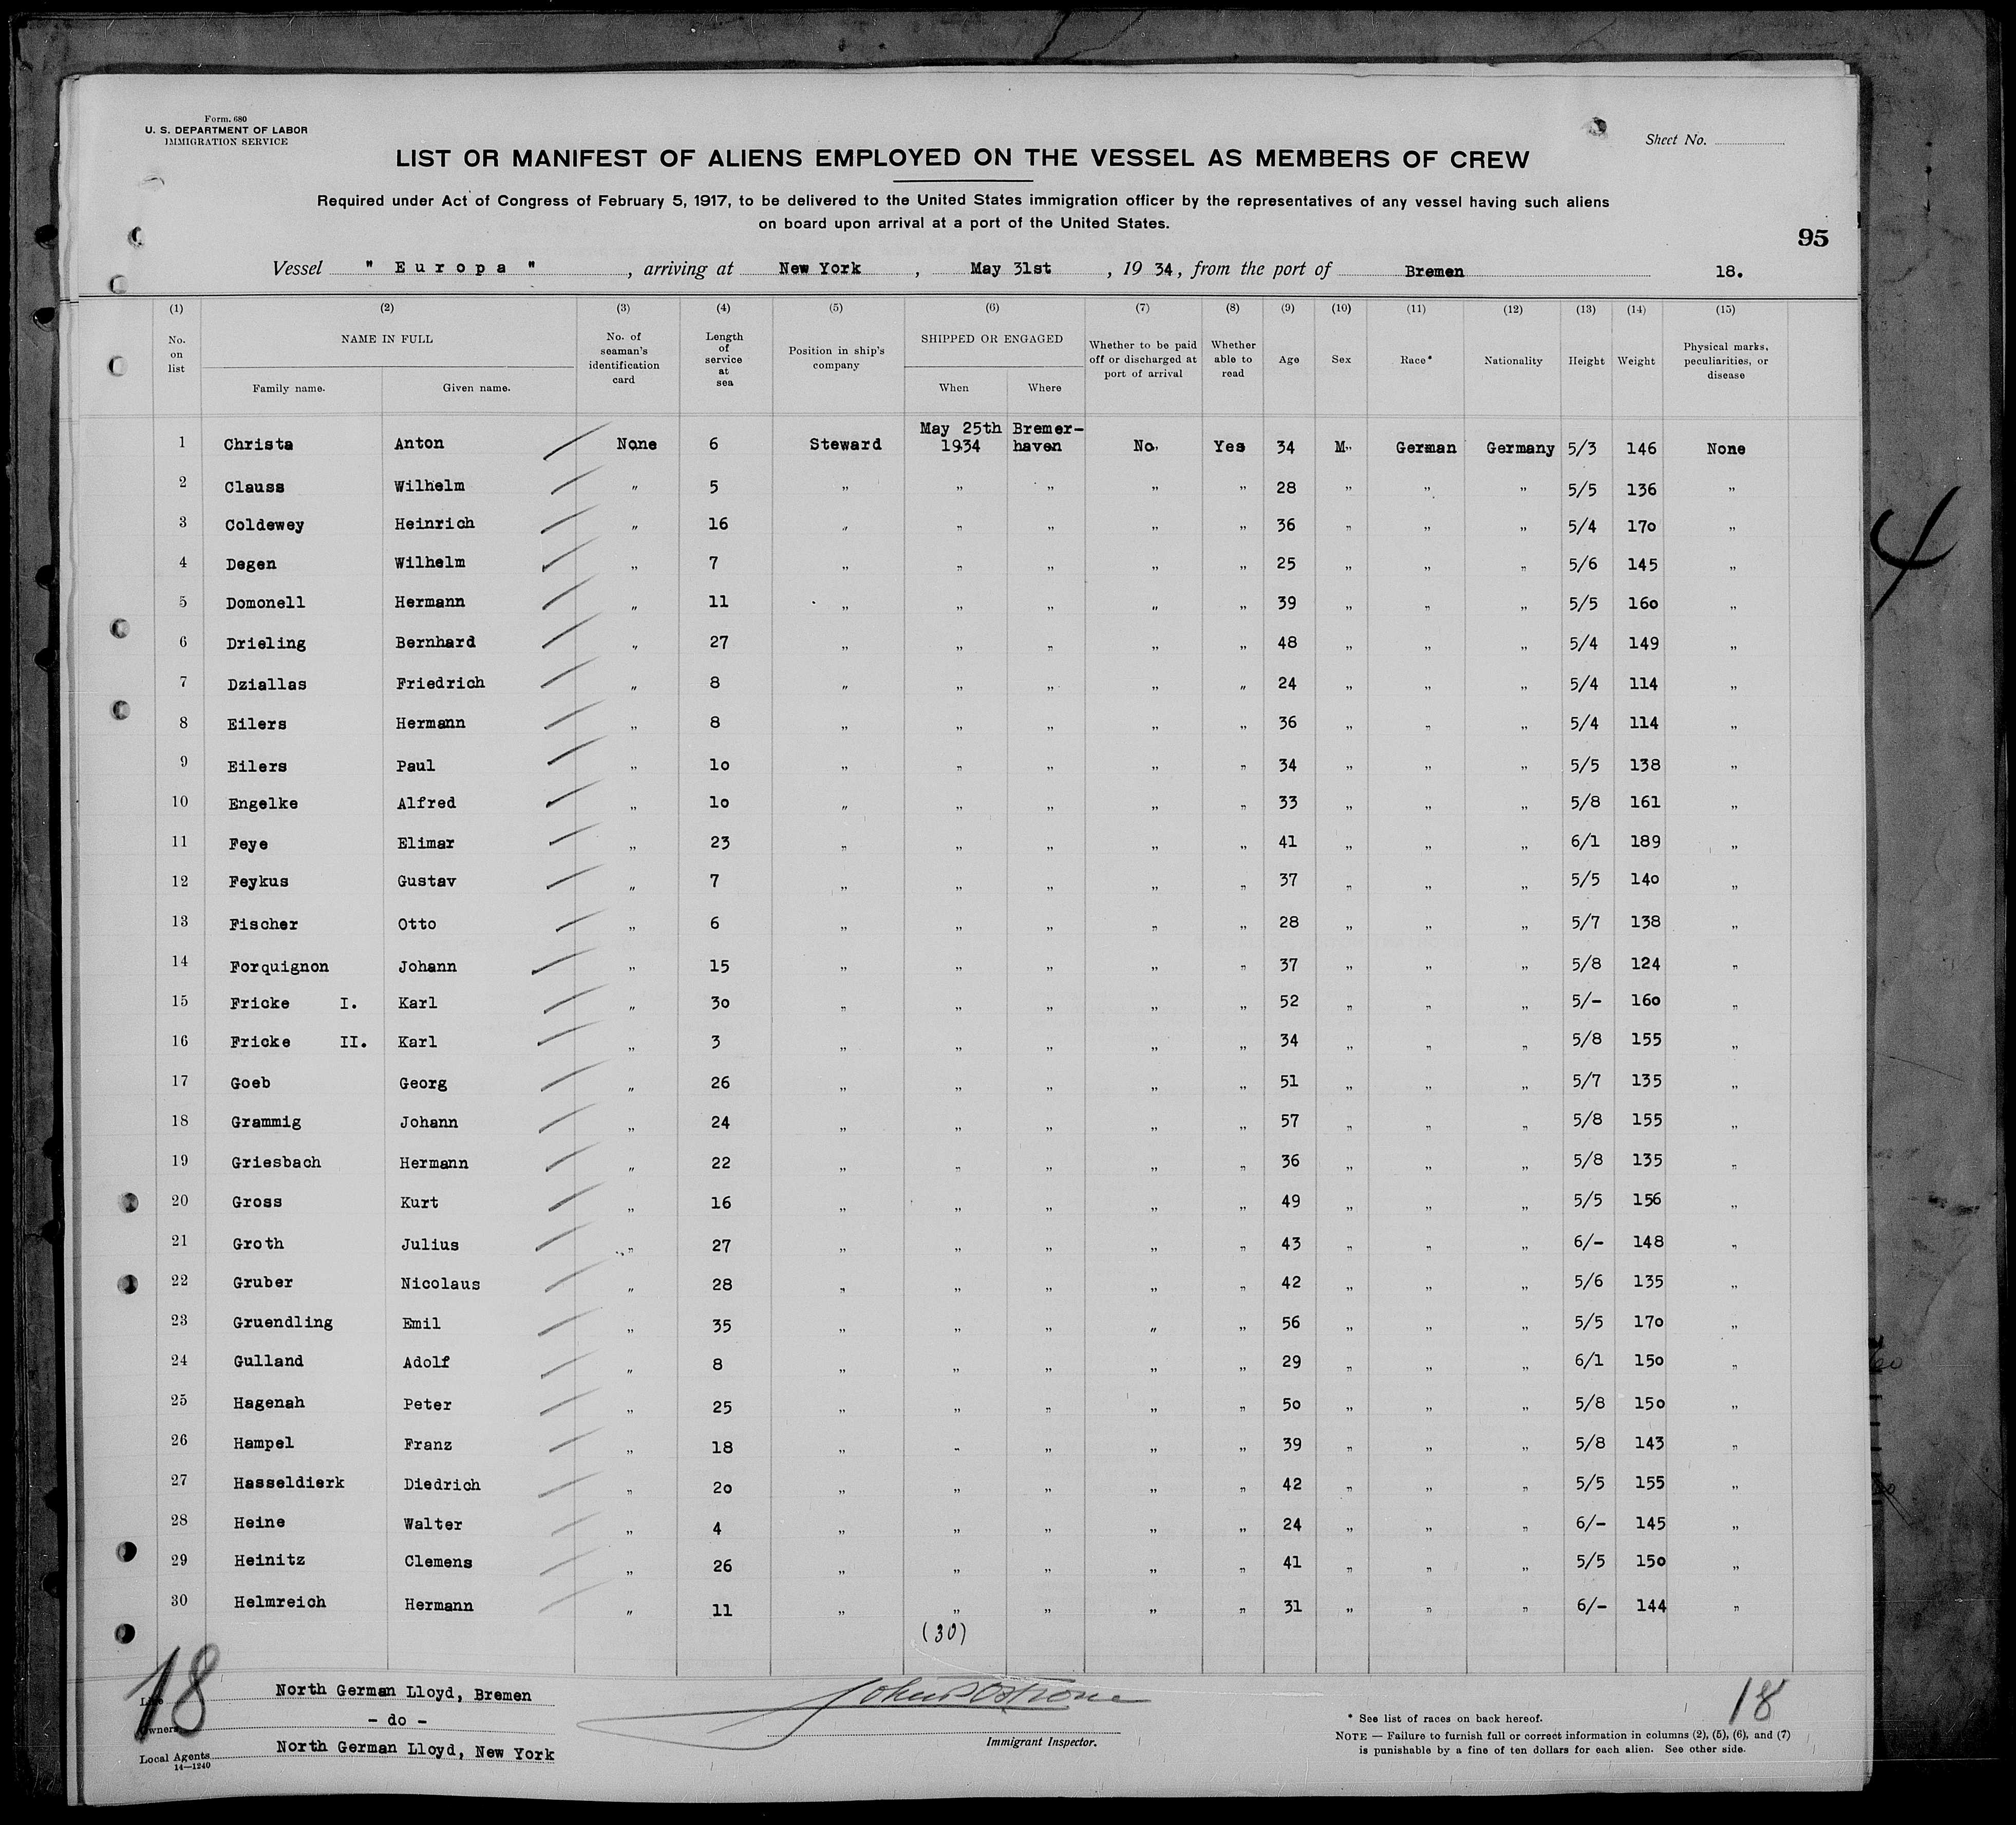 Form. 680
U. S. DEPARTMENT OF LABOR
IMMIGRATION SERVICE
Sheet No.
LIST OR MANIFEST OF ALIENS EMPLOYED ON THE VESSEL AS MEMBERS OF CREW
Required under Act of Congress of February 5, 1917, to be delivered to the United States immigration officer by the representatives of any vessel having such aliens
on board upon arrival at a port of the United States.
95
Vessel " Europa " , arriving at New York , May 31st , 19 34, from the port of Bremen 18.
(1) (2) (3) (4) (5) (6) (7) (8) (9) (10) (11) (12) (13) (14) (15)
No. on list NAME IN FULL Family name. Given name. No. of seaman's identification card Length of service at sea Position in ship's company SHIPPED OR ENGAGED When Where Whether to be paid off or discharged at port of arrival Whether able to read Age Sex Race* Nationality Height Weight Physical marks, peculiarities, or disease
1 Christa Anton None 6 Steward May 25th 1934 Bremer-haven No Yes 34 M German Germany 5/3 146 None
2 Clauss Wilhelm " 5 " " " " " 28 " " " 5/5 136 "
3 Coldewey Heinrich " 16 " " " " " 36 " " " 5/4 170 "
4 Degen Wilhelm " 7 " " " " " 25 " " " 5/6 145 "
5 Domonell Hermann " 11 " " " " " 39 " " " 5/5 160 "
6 Drieling Bernhard " 27 " " " " " 48 " " " 5/4 149 "
7 Dziallas Friedrich " 8 " " " " " 24 " " " 5/4 114 "
8 Eilers Hermann " 8 " " " " " 36 " " " 5/4 114 "
9 Eilers Paul " 10 " " " " " 34 " " " 5/5 138 "
10 Engelke Alfred " 10 " " " " " 33 " " " 5/8 161 "
11 Feye Elimar " 23 " " " " " 41 " " " 6/1 189 "
12 Feykus Gustav " 7 " " " " " 37 " " " 5/5 140 "
13 Fischer Otto " 6 " " " " " 28 " " " 5/7 138 "
14 Forquignon Johann " 15 " " " " " 37 " " " 5/8 124 "
15 Fricke I. Karl " 30 " " " " " 52 " " " 5/- 160 "
16 Fricke II. Karl " 3 " " " " " 34 " " " 5/8 155 "
17 Goeb Georg " 26 " " " " " 51 " " " 5/7 135 "
18 Grammig Johann " 24 " " " " " 57 " " " 5/8 155 "
19 Griesbach Hermann " 22 " " " " " 36 " " " 5/8 135 "
20 Gross Kurt " 16 " " " " " 49 " " " 5/5 156 "
21 Groth Julius " 27 " " " " " 43 " " " 6/- 148 "
22 Gruber Nicolaus " 28 " " " " " 42 " " " 5/6 135 "
23 Gruendling Emil " 35 " " " " " 56 " " " 5/5 170 "
24 Gulland Adolf " 8 " " " " " 29 " " " 6/1 150 "
25 Hagenah Peter " 25 " " " " " 50 " " " 5/8 150 "
26 Hampel Franz " 18 " " " " " 39 " " " 5/8 143 "
27 Hasseldierk Diedrich " 20 " " " " " 42 " " " 5/5 155 "
28 Heine Walter " 4 " " " " " 24 " " " 6/- 145 "
29 Heinitz Clemens " 26 " " " " " 41 " " " 5/5 150 "
30 Helmreich Hermann " 11 " " " " " 31 " " " 6/- 144 "
(30)
18
Line North German Lloyd, Bremen
Owners - do -
Local Agents North German Lloyd, New York
14—1240
Immigrant Inspector.
18
* See list of races on back hereof.
NOTE — Failure to furnish full or correct information in columns (2), (5), (6), and (7)
is punishable by a fine of ten dollars for each alien. See other side.
4